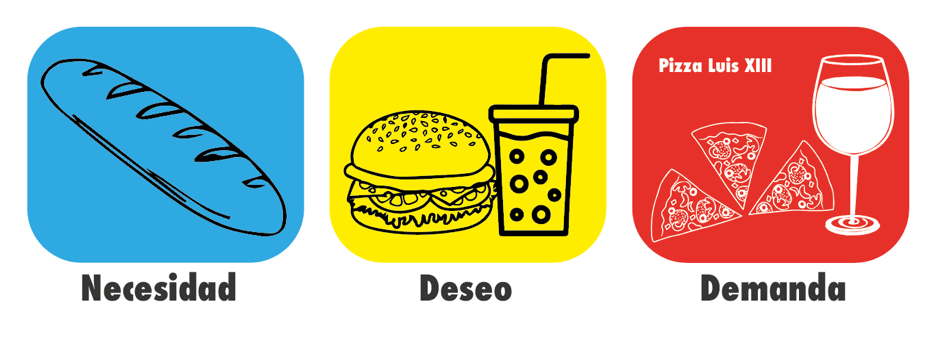 Pizza Luis XIII
Necesidad
Deseo
Demanda